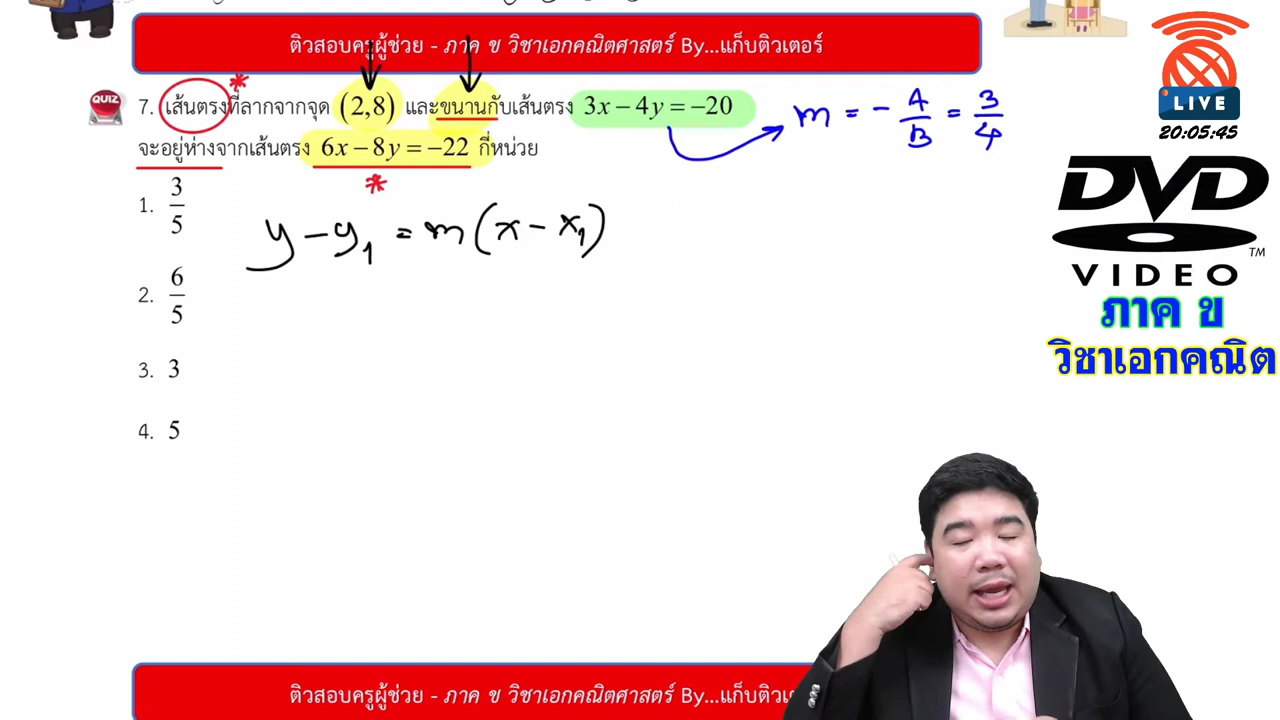 ติวสอบครูผู้ช่วย - ภาค ข วิชาเอกคณิตศาสตร์ By...แก็บติวเตอร์
QUIZ
7. เส้นตรงที่ลากจากจุด (2,8) และขนานกับเส้นตรง 3x − 4y = −20
m = − A/B = 3/4
จะอยู่ห่างจากเส้นตรง 6x − 8y = −22 กี่หน่วย
1. 3/5
y − y₁ = m(x − x₁)
2. 6/5
3. 3
4. 5
LIVE
20:05:45
DVD
TM
VIDEO
ภาค ข
วิชาเอกคณิต
ติวสอบครูผู้ช่วย - ภาค ข วิชาเอกคณิตศาสตร์ By...แก็บติวเ